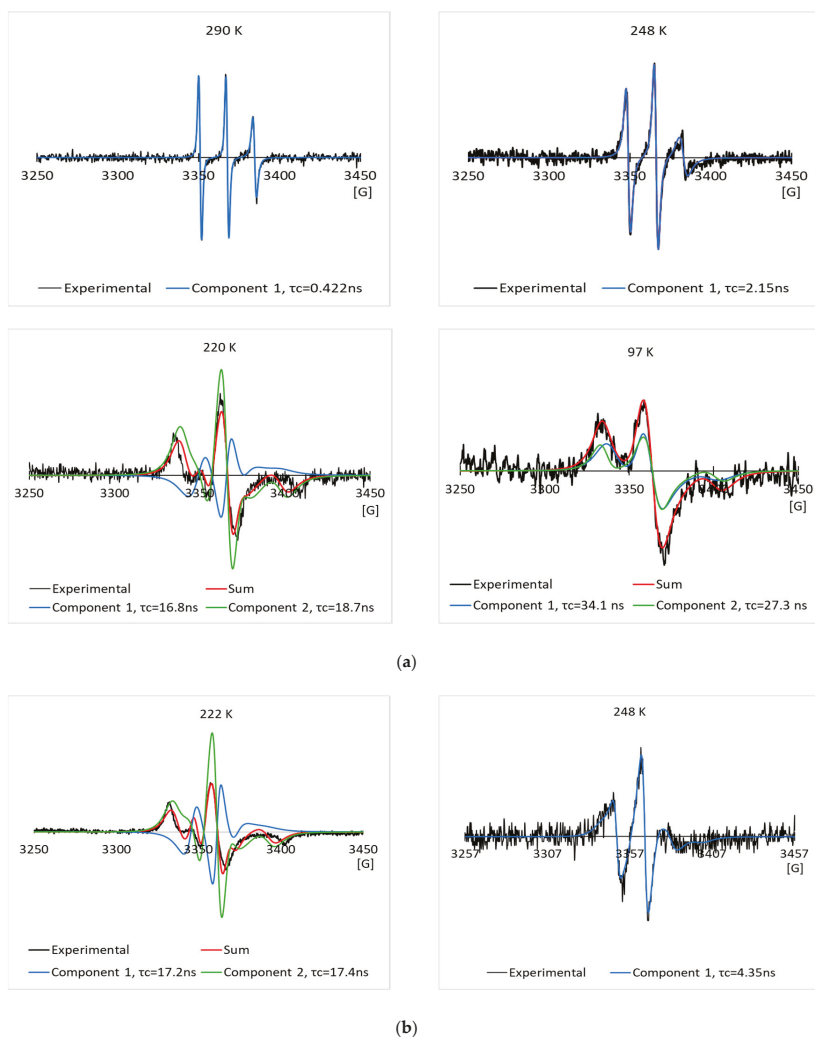 290 K
3250 3300 3350 3400 3450
[G]
Experimental Component 1, τc=0.422ns
248 K
3250 3300 3350 3400 3450
[G]
Experimental Component 1, τc=2.15ns
220 K
3250 3300 3350 3400 3450
[G]
Experimental Sum
Component 1, τc=16.8ns Component 2, τc=18.7ns
97 K
3250 3300 3350 3400 3450
[G]
Experimental Sum
Component 1, τc=34.1 ns Component 2, τc=27.3 ns
(a)
222 K
3250 3300 3350 3400 3450
[G]
Experimental Sum
Component 1, τc=17.2ns Component 2, τc=17.4ns
248 K
3257 3307 3357 3407 3457
[G]
Experimental Component 1, τc=4.35ns
(b)